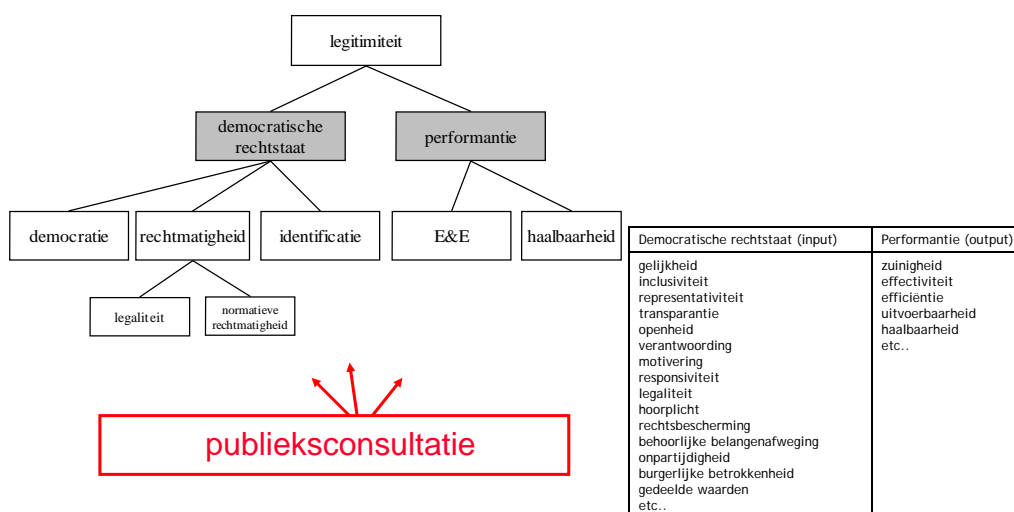 legitimiteit
democratische
rechtstaat
performantie
democratie
rechtmatigheid
identificatie
E&E
haalbaarheid
legaliteit
normatieve
rechtmatigheid
publieksconsultatie
Democratische rechtstaat (input)
Performantie (output)
gelijkheid
inclusiviteit
representativiteit
transparantie
openheid
verantwoording
motivering
responsiviteit
legaliteit
hoorplicht
rechtsbescherming
behoorlijke belangenafweging
onpartijdigheid
burgerlijke betrokkenheid
gedeelde waarden
etc..
zuinigheid
effectiviteit
efficiëntie
uitvoerbaarheid
haalbaarheid
etc..